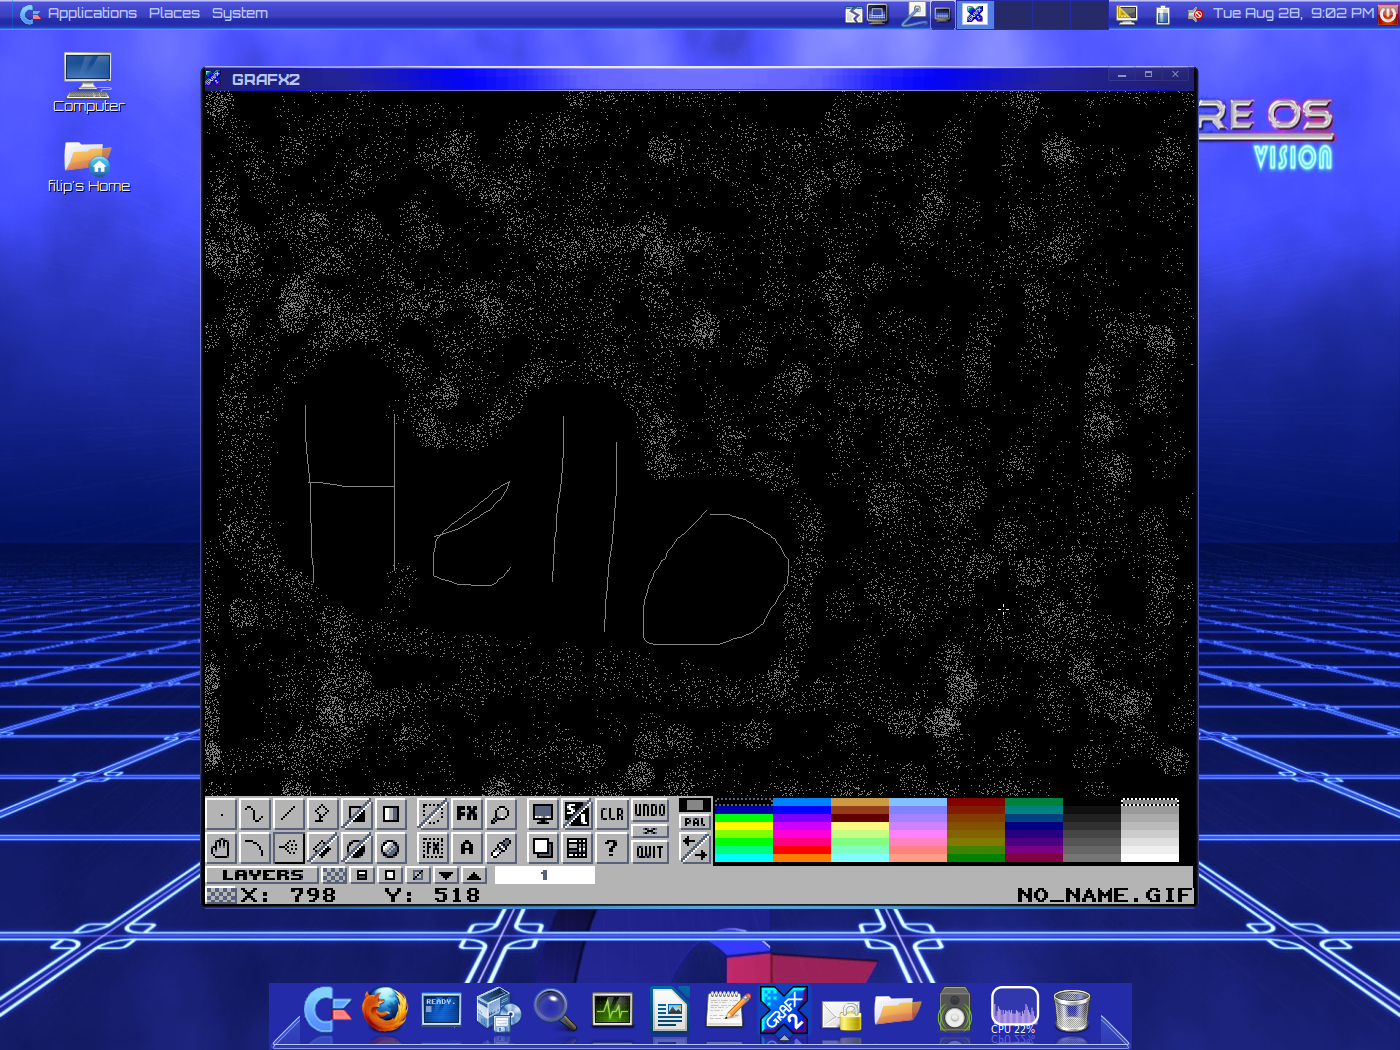 Applications Places System
Tue Aug 28, 9:02 PM
GRAFX2
Computer
RE OS
VISION
filip's Home
Hello
FX
CLR
UNDO
PAL
A
?
QUIT
LAYERS
1
X: 798 Y: 518
NO_NAME.GIF
READY.
GRAFX
2
CPU 22%